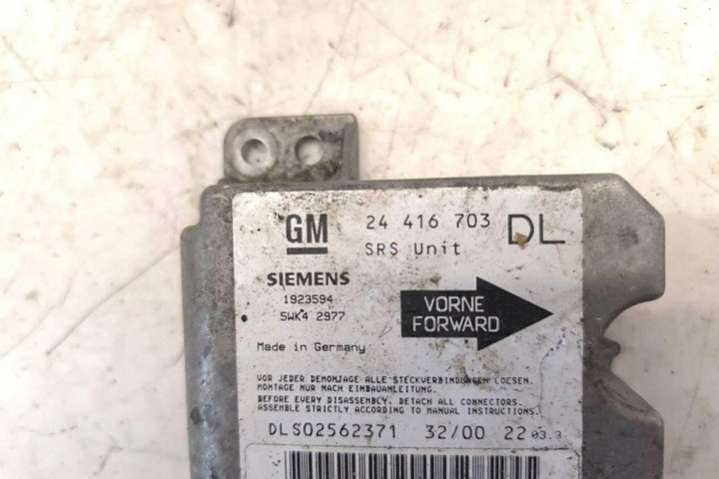 GM 24 416 703 DL
SRS Unit
SIEMENS
1923594
5WK4 2977
VORNE
FORWARD
Made in Germany
VOR JEDER DEMONTAGE ALLE STECKVERBINDUNGEN LOESEN.
MONTAGE NUR NACH EINBAUANLEITUNG.
BEFORE EVERY DISASSEMBLY, DETACH ALL CONNECTORS.
ASSEMBLE STRICTLY ACCORDING TO MANUAL INSTRUCTIONS.
DLS02562371 32/00 22 03.3